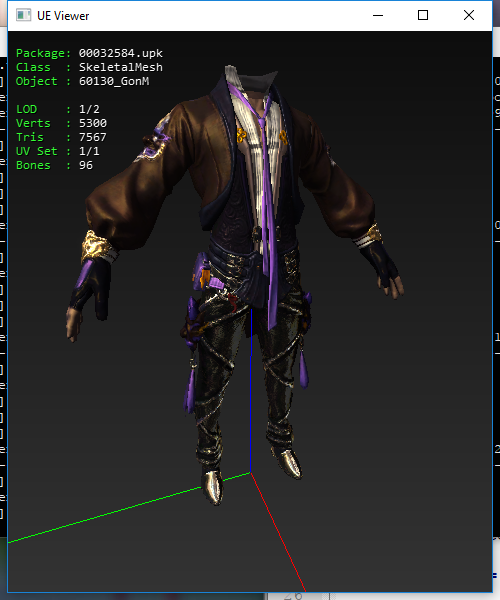 UE Viewer
Package: 00032584.upk
Class : SkeletalMesh
Object : 60130_GonM
LOD : 1/2
Verts : 5300
Tris : 7567
UV Set : 1/1
Bones : 96